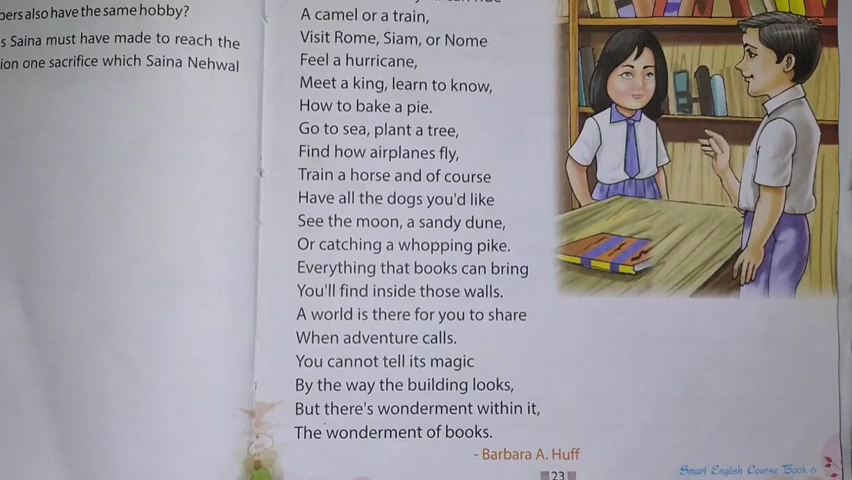 bers also have the same hobby?
s Saina must have made to reach the
ion one sacrifice which Saina Nehwal
A camel or a train,
Visit Rome, Siam, or Nome
Feel a hurricane,
Meet a king, learn to know,
How to bake a pie.
Go to sea, plant a tree,
Find how airplanes fly,
Train a horse and of course
Have all the dogs you'd like
See the moon, a sandy dune,
Or catching a whopping pike.
Everything that books can bring
You'll find inside those walls.
A world is there for you to share
When adventure calls.
You cannot tell its magic
By the way the building looks,
But there's wonderment within it,
The wonderment of books.
- Barbara A. Huff
23
Smart English Course Book-6